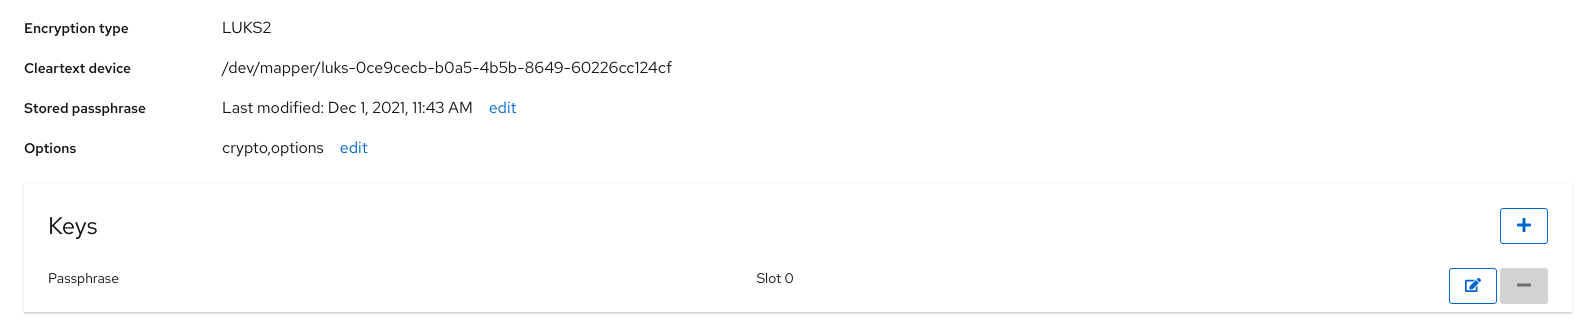 Encryption type LUKS2
Cleartext device /dev/mapper/luks-0ce9cecb-b0a5-4b5b-8649-60226cc124cf
Stored passphrase Last modified: Dec 1, 2021, 11:43 AM edit
Options crypto,options edit
Keys
Passphrase Slot 0